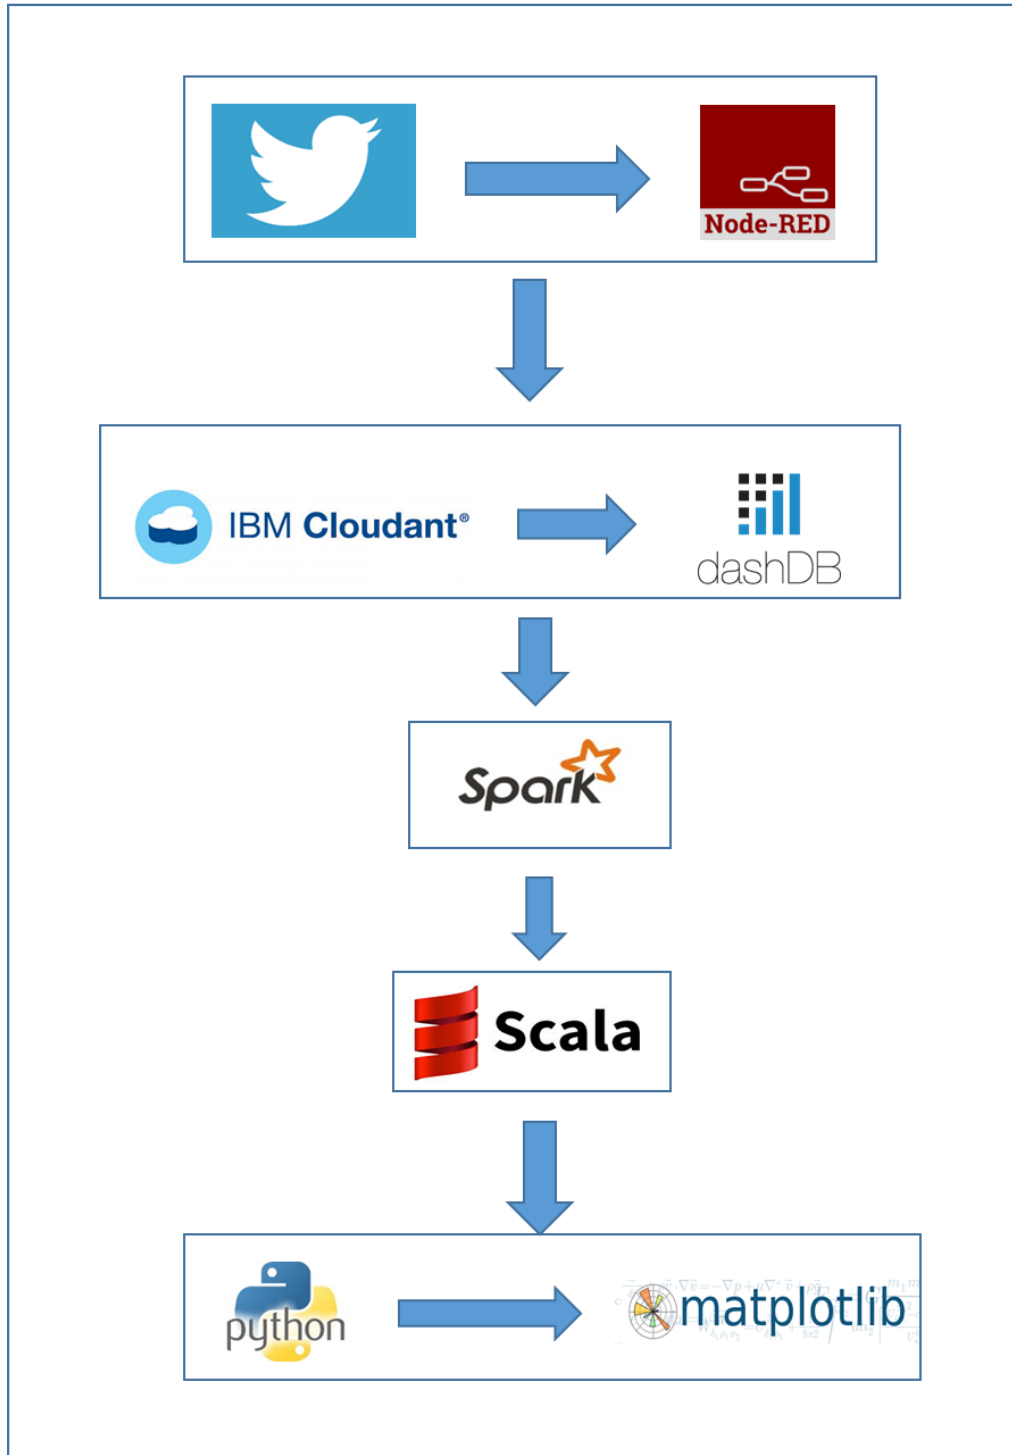 Node-RED
IBM Cloudant®
dashDB
Spark
Scala
python
matplotlib